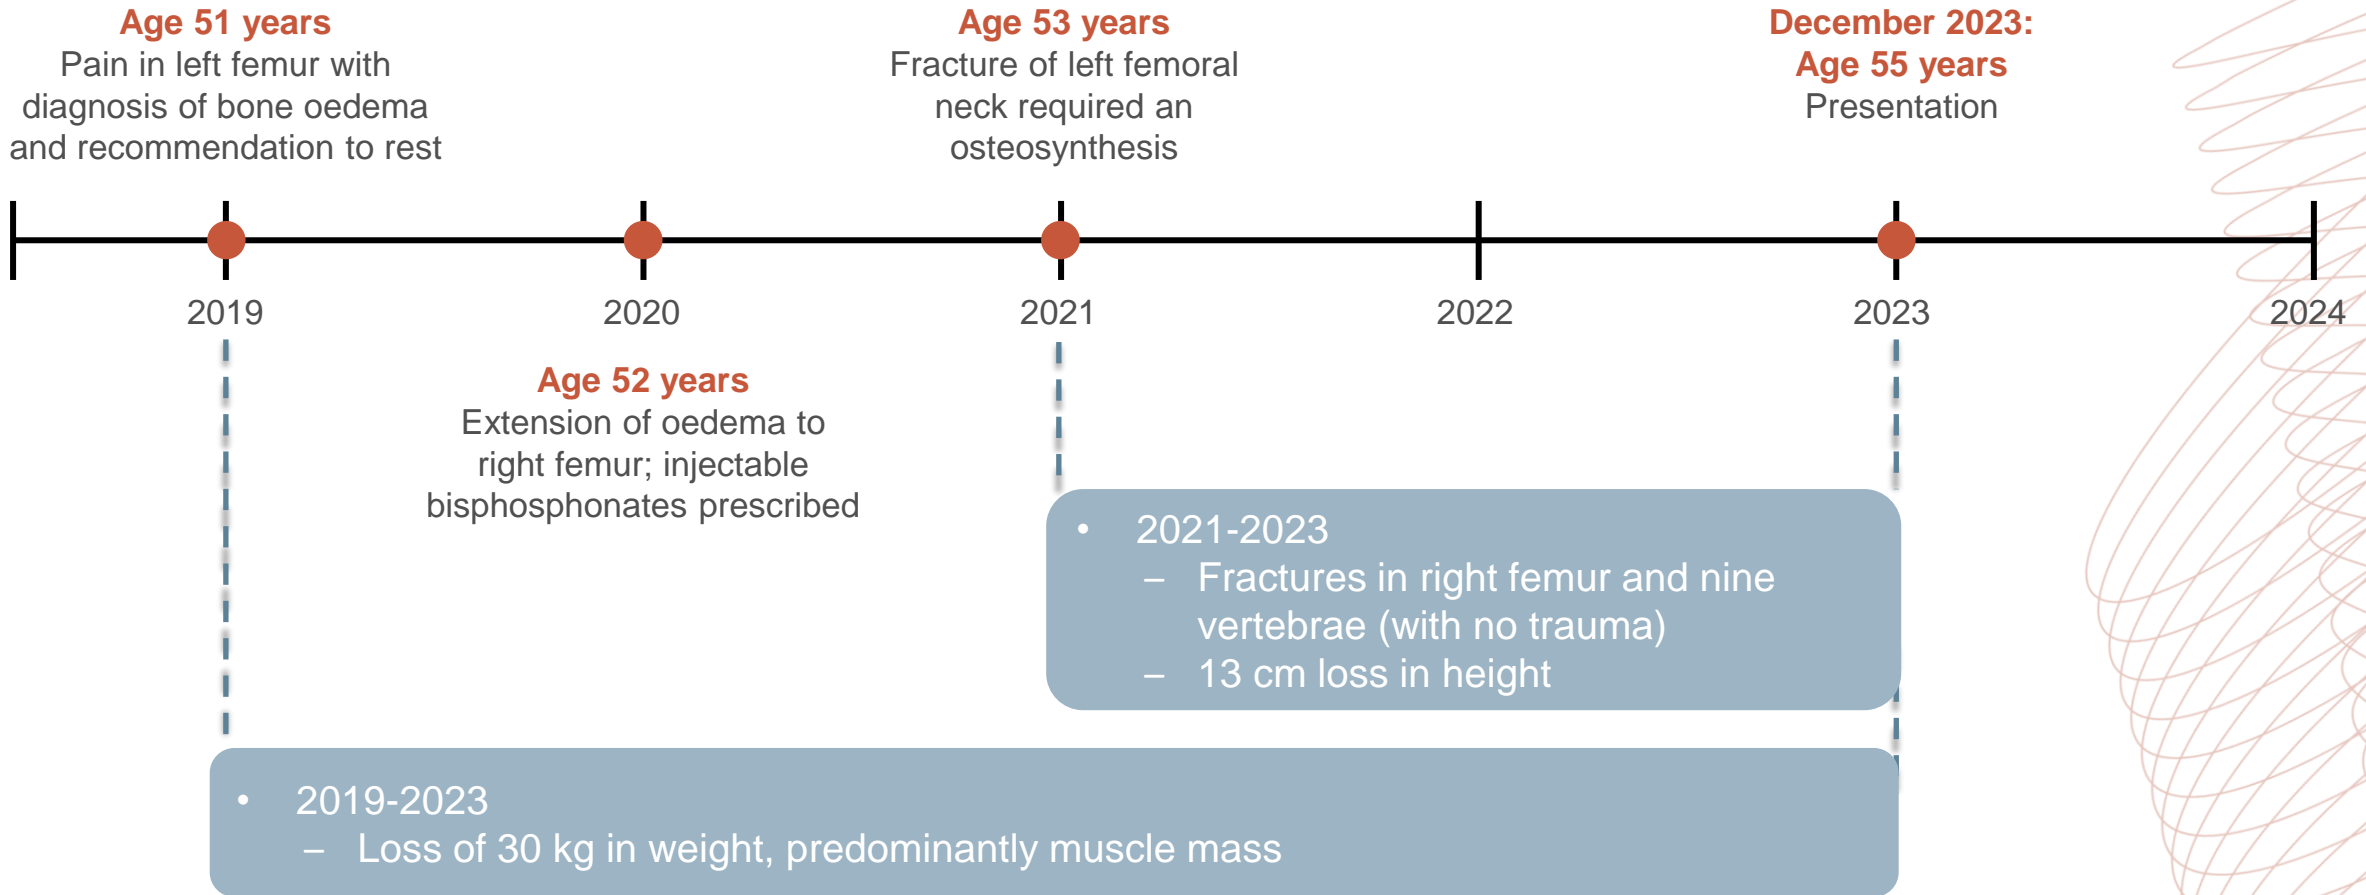 Age 51 years
Pain in left femur with
diagnosis of bone oedema
and recommendation to rest
Age 53 years
Fracture of left femoral
neck required an
osteosynthesis
December 2023:
Age 55 years
Presentation
2019
2020
2021
2022
2023
2024
Age 52 years
Extension of oedema to
right femur; injectable
bisphosphonates prescribed
• 2021-2023
– Fractures in right femur and nine
vertebrae (with no trauma)
– 13 cm loss in height
• 2019-2023
– Loss of 30 kg in weight, predominantly muscle mass